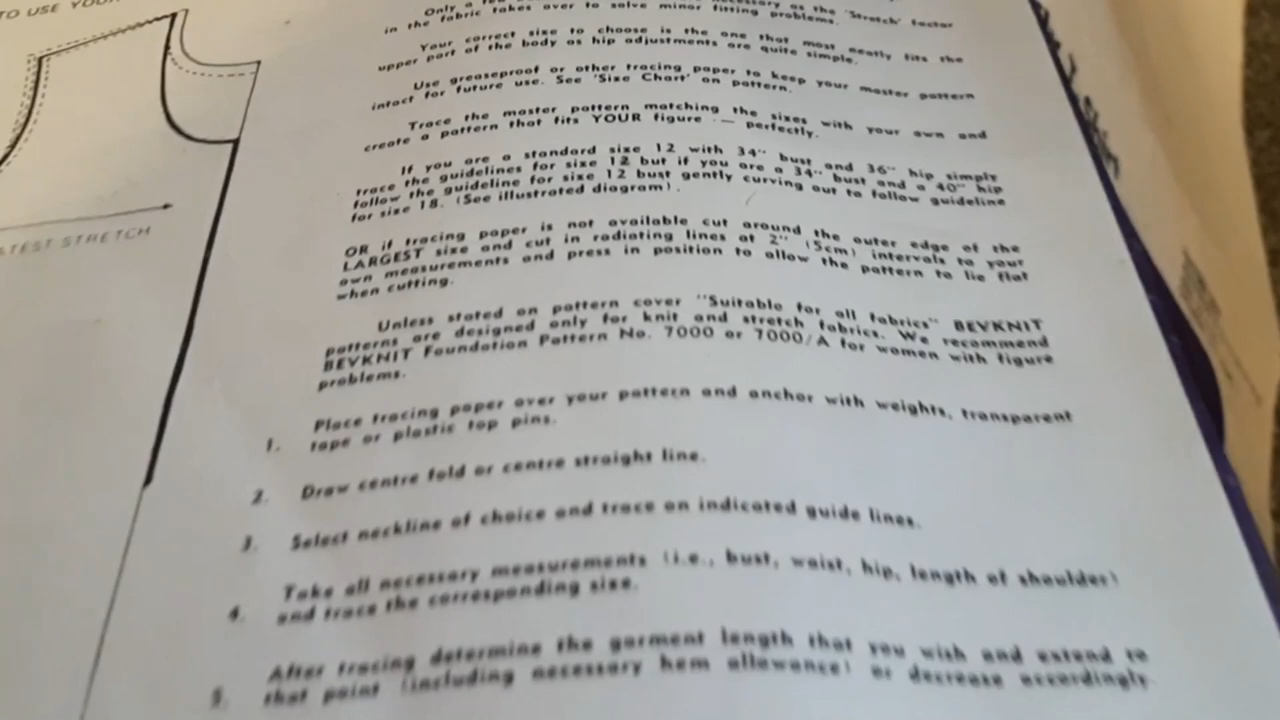 TO USE YOUR
Only a few
necessary as the 'Stretch' factor
in the fabric takes over to solve minor fitting problems.
Your correct size to choose is the one that most neatly fits the
upper part of the body as hip adjustments are quite simple.
Use greaseproof or other tracing paper to keep your master pattern
intact for future use. See 'Size Chart' on pattern.
Trace the master pattern matching the sizes with your own and
create a pattern that fits YOUR figure — perfectly.
If you are a standard size 12 with 34" bust and 36" hip simply
trace the guidelines for size 12 but if you are a 34" bust and a 40" hip
follow the guideline for size 12 bust gently curving out to follow guideline
for size 18. (See illustrated diagram).
OR if tracing paper is not available cut around the outer edge of the
LARGEST size and cut in radiating lines at 2" (5cm) intervals to your
own measurements and press in position to allow the pattern to lie flat
when cutting.
Unless stated on pattern cover "Suitable for all fabrics" BEVKNIT
patterns are designed only for knit and stretch fabrics. We recommend
BEVKNIT Foundation Pattern No. 7000 or 7000/A for women with figure
problems.
1. Place tracing paper over your pattern and anchor with weights, transparent
tape or plastic top pins.
2. Draw centre fold or centre straight line.
3. Select neckline of choice and trace on indicated guide lines.
4. Take all necessary measurements (i.e., bust, waist, hip, length of shoulder)
and trace the corresponding size.
5. After tracing determine the garment length that you wish and extend to
that point (including necessary hem allowance) or decrease accordingly.
ATEST STRETCH